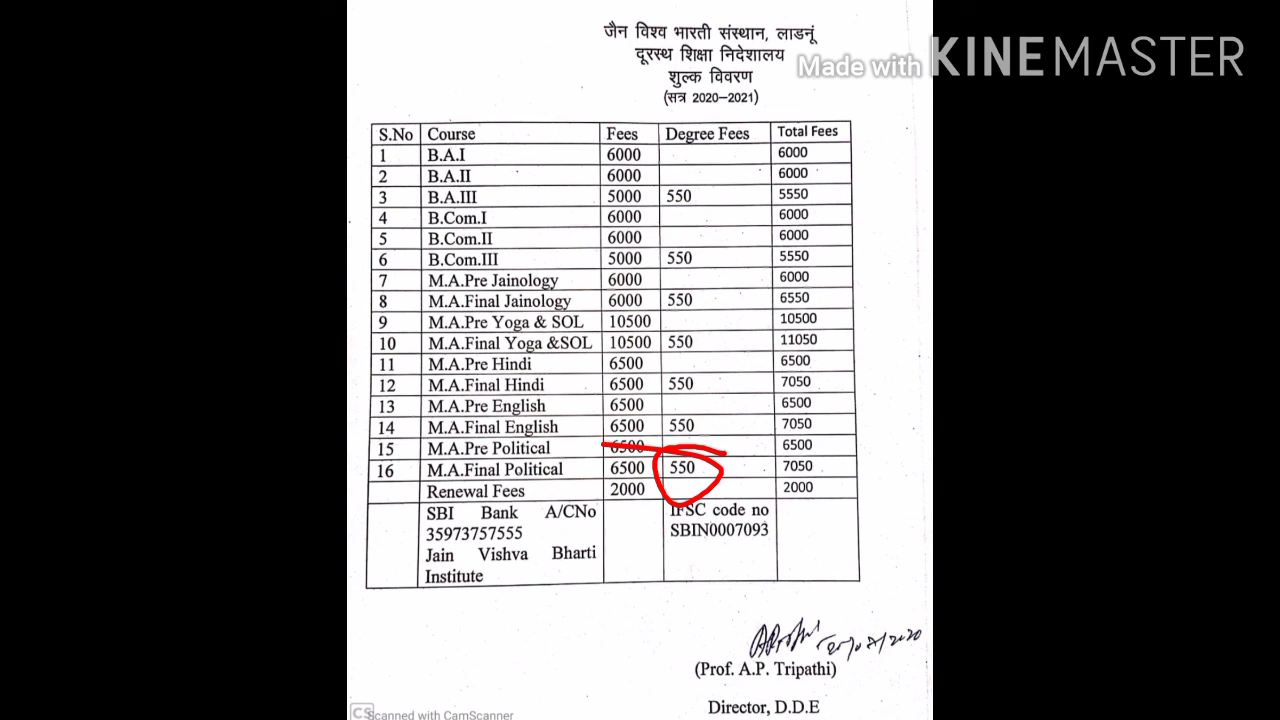 जैन विश्व भारती संस्थान, लाडनूं
दूरस्थ शिक्षा निदेशालय
शुल्क विवरण
(सत्र 2020–2021)
Made with KINEMASTER
S.No Course Fees Degree Fees Total Fees
1 B.A.I 6000 6000
2 B.A.II 6000 6000
3 B.A.III 5000 550 5550
4 B.Com.I 6000 6000
5 B.Com.II 6000 6000
6 B.Com.III 5000 550 5550
7 M.A.Pre Jainology 6000 6000
8 M.A.Final Jainology 6000 550 6550
9 M.A.Pre Yoga & SOL 10500 10500
10 M.A.Final Yoga &SOL 10500 550 11050
11 M.A.Pre Hindi 6500 6500
12 M.A.Final Hindi 6500 550 7050
13 M.A.Pre English 6500 6500
14 M.A.Final English 6500 550 7050
15 M.A.Pre Political 6500 6500
16 M.A.Final Political 6500 550 7050
Renewal Fees 2000 2000
SBI Bank A/CNo IFSC code no
35973757555 SBIN0007093
Jain Vishva Bharti
Institute
(Prof. A.P. Tripathi)
Director, D.D.E
CS Scanned with CamScanner